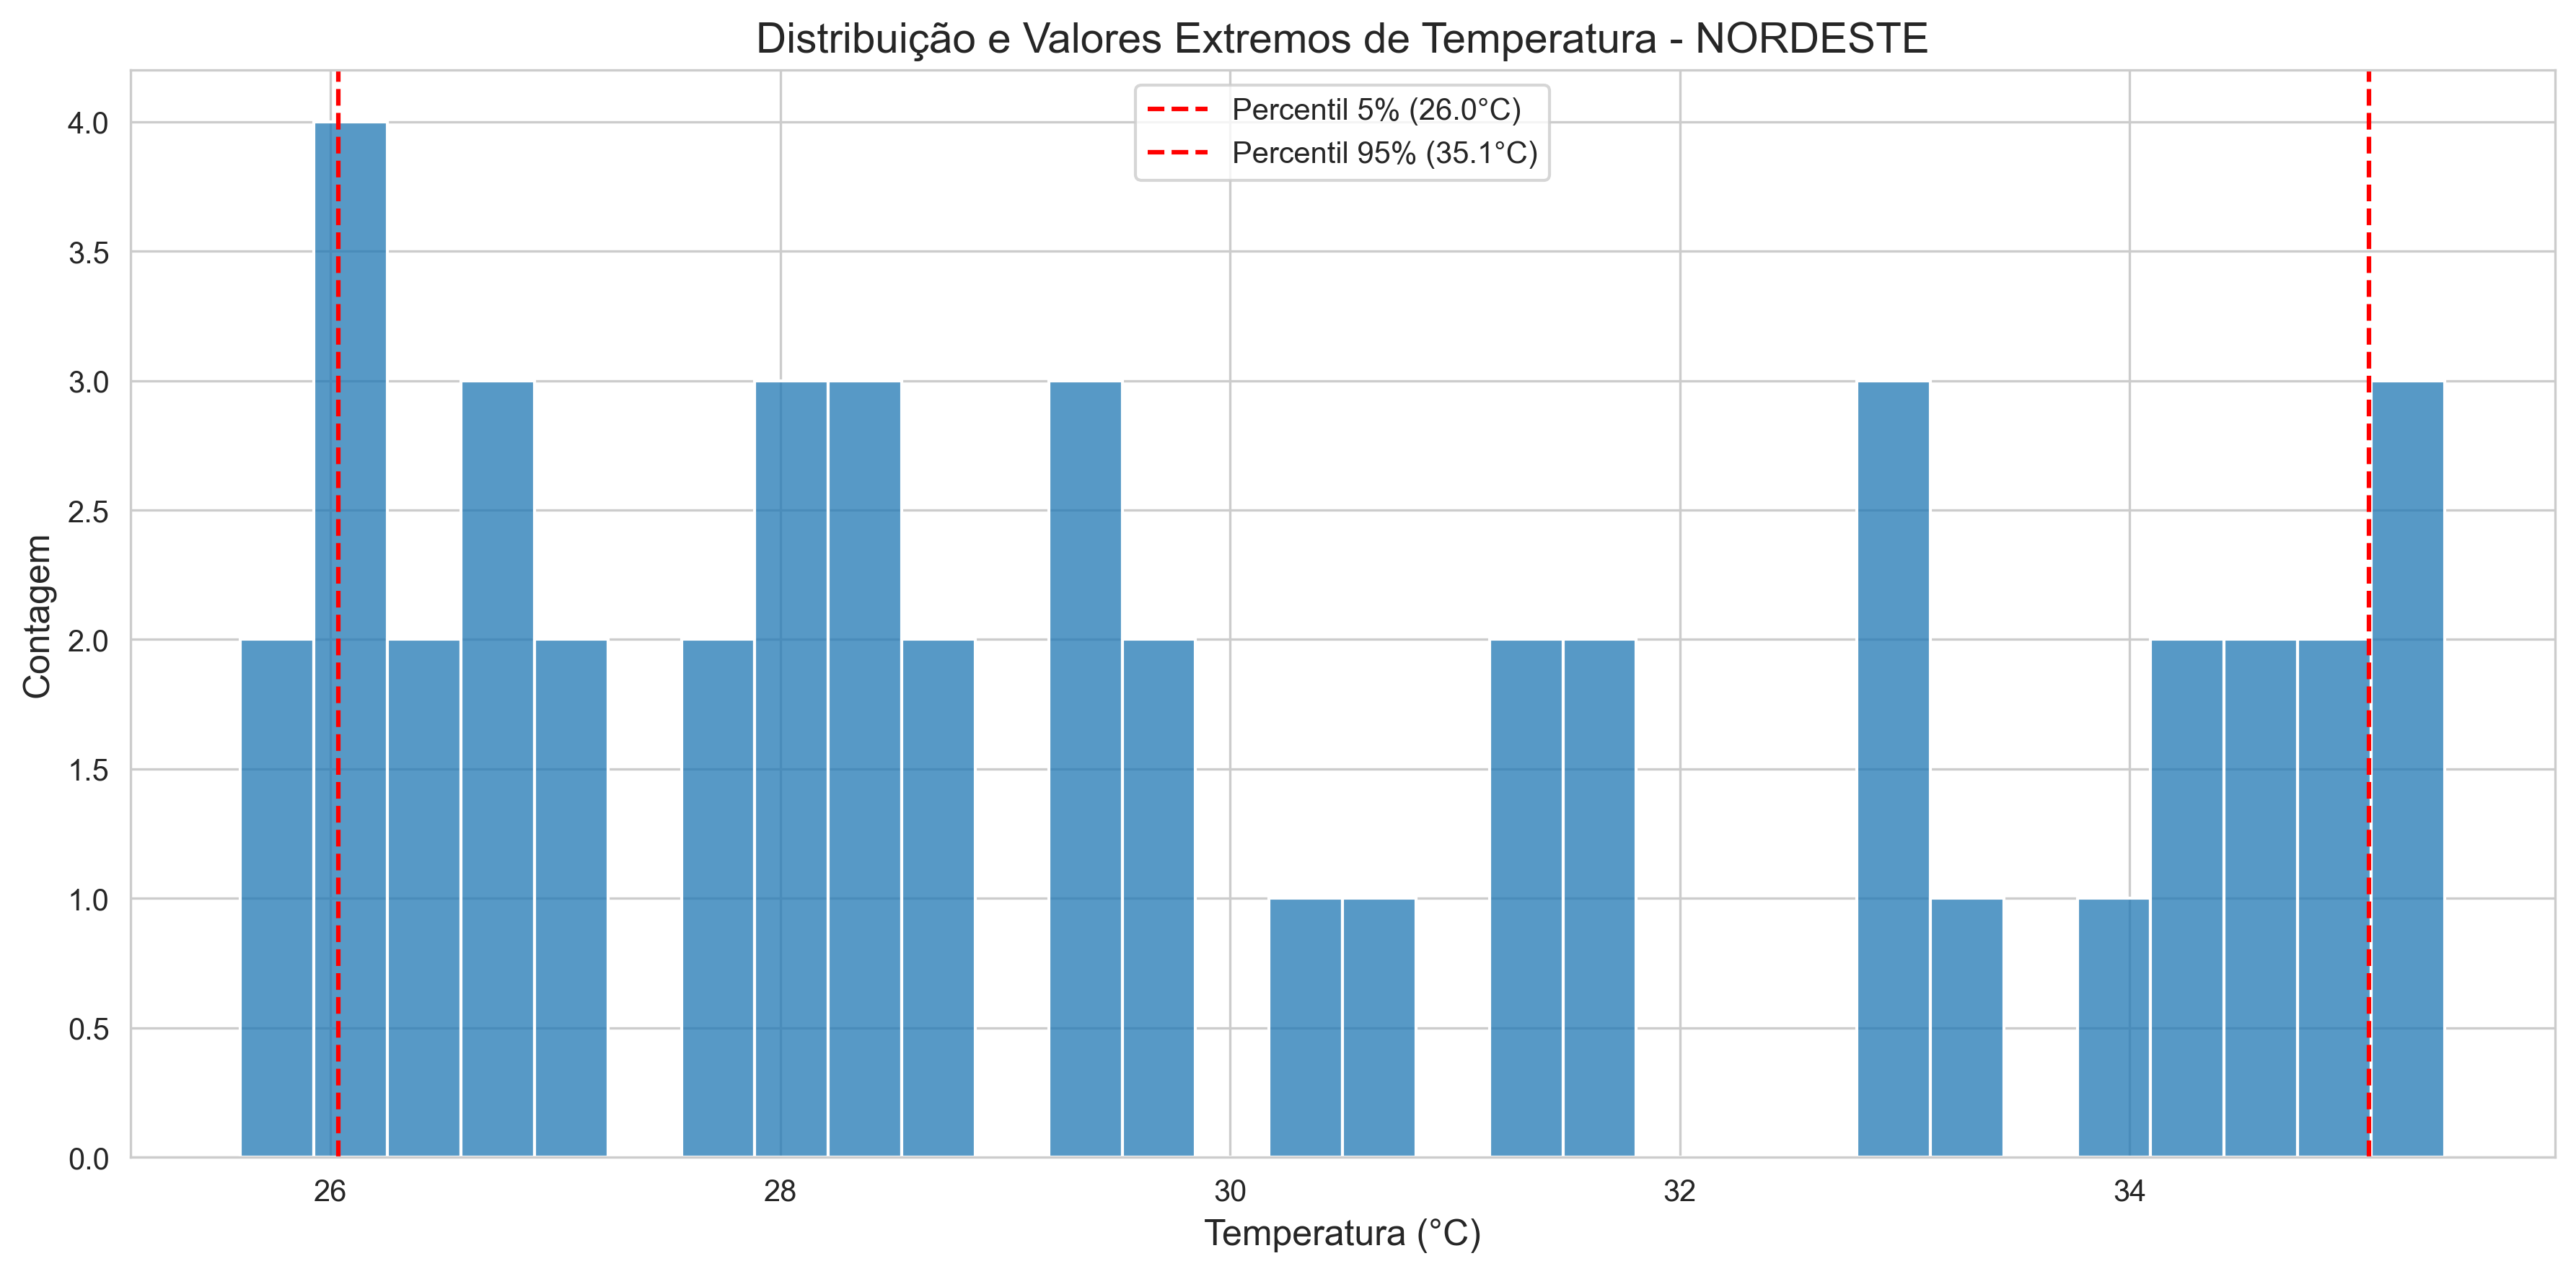 Distribuição e Valores Extremos de Temperatura - NORDESTE
Percentil 5% (26.0°C)
Percentil 95% (35.1°C)
4.0
3.5
3.0
2.5
2.0
1.5
1.0
0.5
0.0
Contagem
26 28 30 32 34
Temperatura (°C)